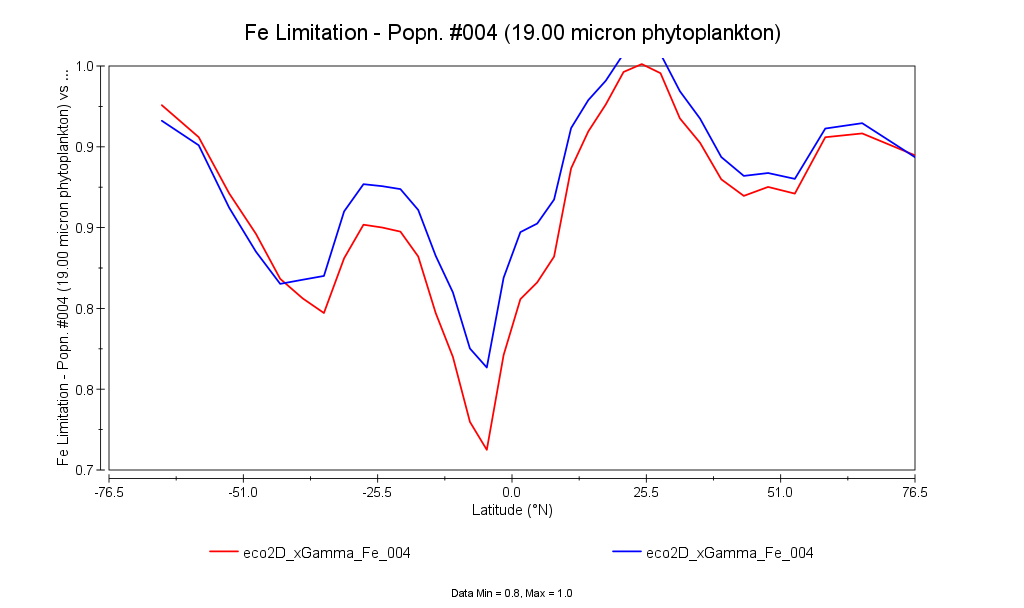 Fe Limitation - Popn. #004 (19.00 micron phytoplankton)
Fe Limitation - Popn. #004 (19.00 micron phytoplankton) vs ...
1.0
0.9
0.9
0.8
0.8
0.7
-76.5 -51.0 -25.5 0.0 25.5 51.0 76.5
Latitude (°N)
eco2D_xGamma_Fe_004 eco2D_xGamma_Fe_004
Data Min = 0.8, Max = 1.0